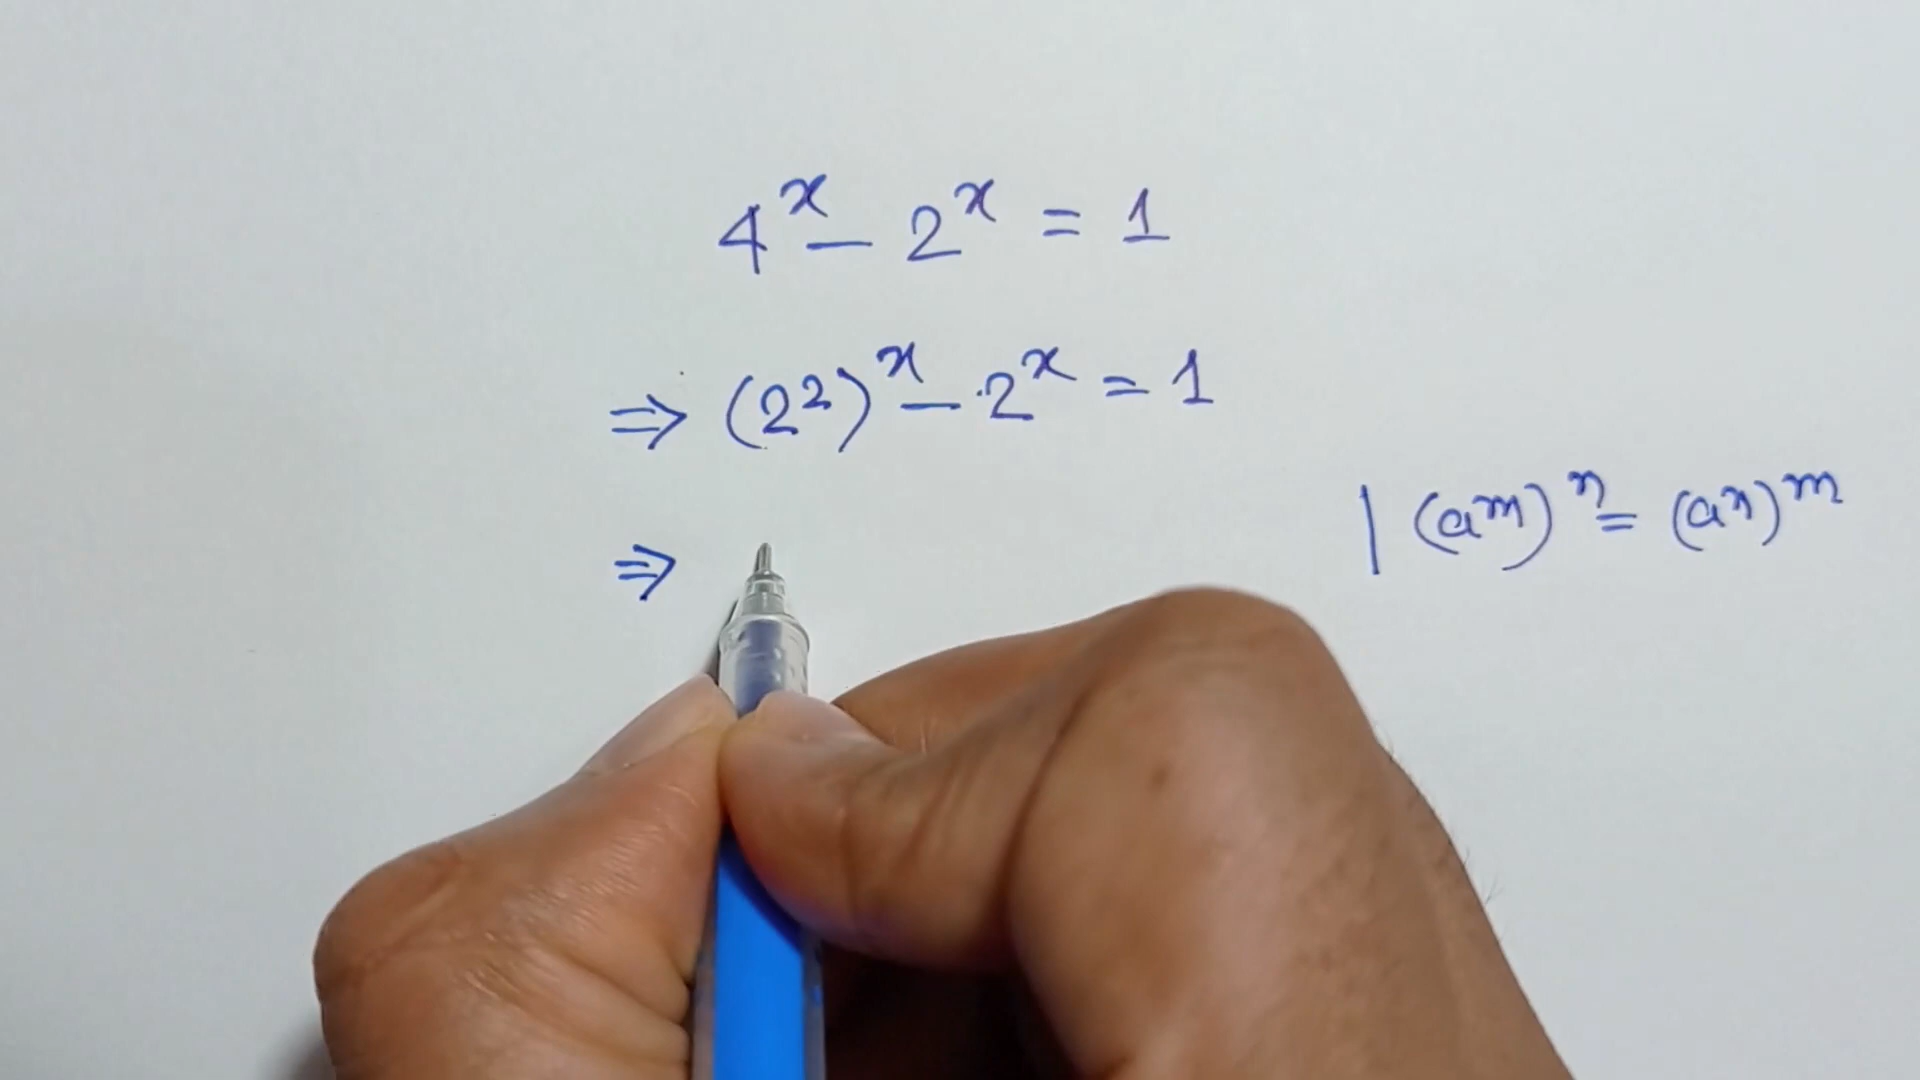 4^x - 2^x = 1
⇒ (2^2)^x - 2^x = 1
| (a^m)^n = (a^n)^m
⇒